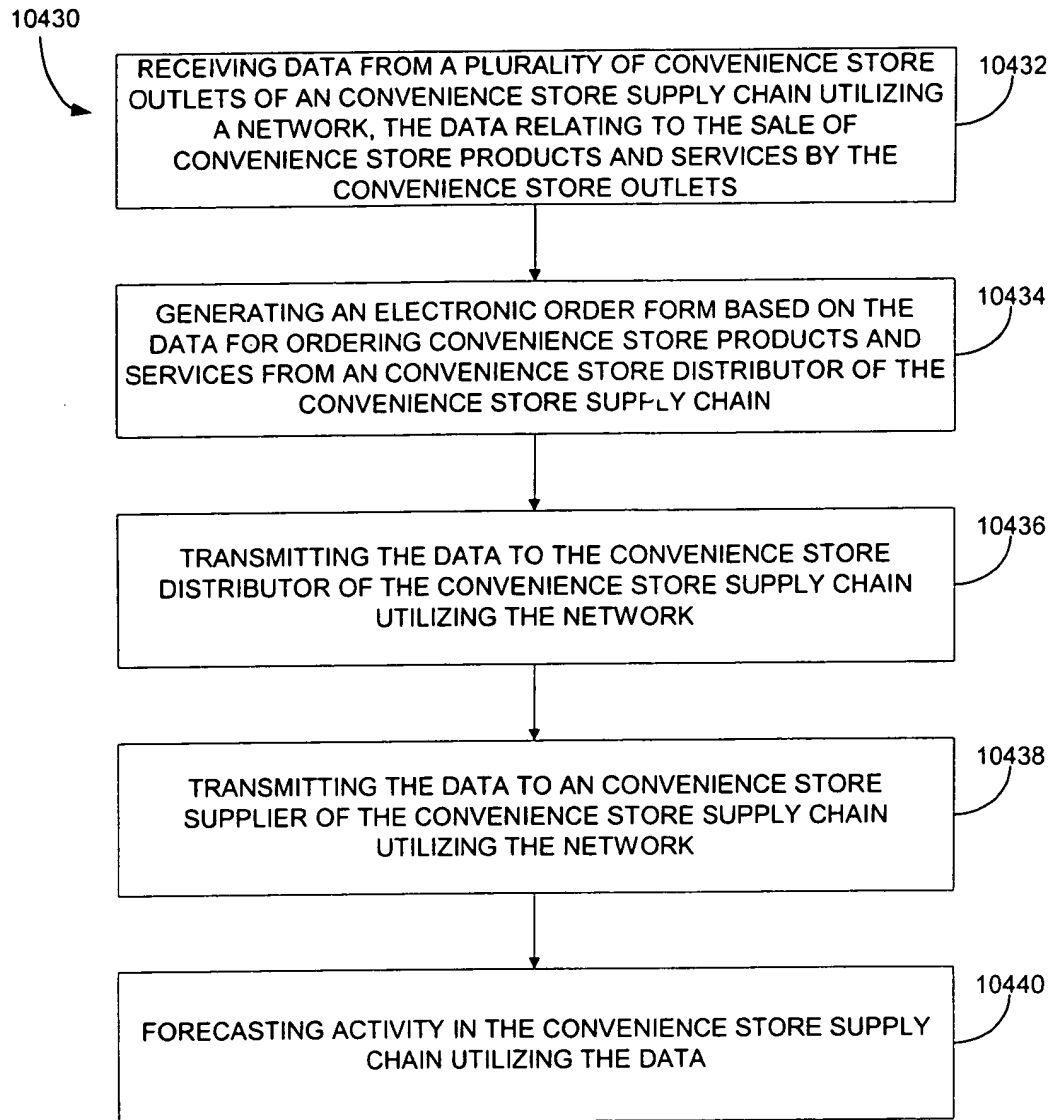 10430
RECEIVING DATA FROM A PLURALITY OF CONVENIENCE STORE
OUTLETS OF AN CONVENIENCE STORE SUPPLY CHAIN UTILIZING
A NETWORK, THE DATA RELATING TO THE SALE OF
CONVENIENCE STORE PRODUCTS AND SERVICES BY THE
CONVENIENCE STORE OUTLETS
10432
GENERATING AN ELECTRONIC ORDER FORM BASED ON THE
DATA FOR ORDERING CONVENIENCE STORE PRODUCTS AND
SERVICES FROM AN CONVENIENCE STORE DISTRIBUTOR OF THE
CONVENIENCE STORE SUPPLY CHAIN
10434
TRANSMITTING THE DATA TO THE CONVENIENCE STORE
DISTRIBUTOR OF THE CONVENIENCE STORE SUPPLY CHAIN
UTILIZING THE NETWORK
10436
TRANSMITTING THE DATA TO AN CONVENIENCE STORE
SUPPLIER OF THE CONVENIENCE STORE SUPPLY CHAIN
UTILIZING THE NETWORK
10438
FORECASTING ACTIVITY IN THE CONVENIENCE STORE SUPPLY
CHAIN UTILIZING THE DATA
10440